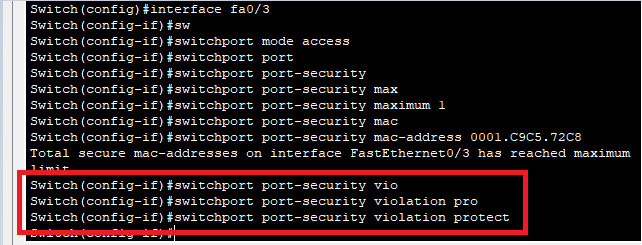 Switch(config)#interface fa0/3
Switch(config-if)#sw
Switch(config-if)#switchport mode access
Switch(config-if)#switchport port
Switch(config-if)#switchport port-security
Switch(config-if)#switchport port-security max
Switch(config-if)#switchport port-security maximum 1
Switch(config-if)#switchport port-security mac
Switch(config-if)#switchport port-security mac-address 0001.C9C5.72C8
Total secure mac-addresses on interface FastEthernet0/3 has reached maximum
limit
Switch(config-if)#switchport port-security vio
Switch(config-if)#switchport port-security violation pro
Switch(config-if)#switchport port-security violation protect
Switch(config-if)#